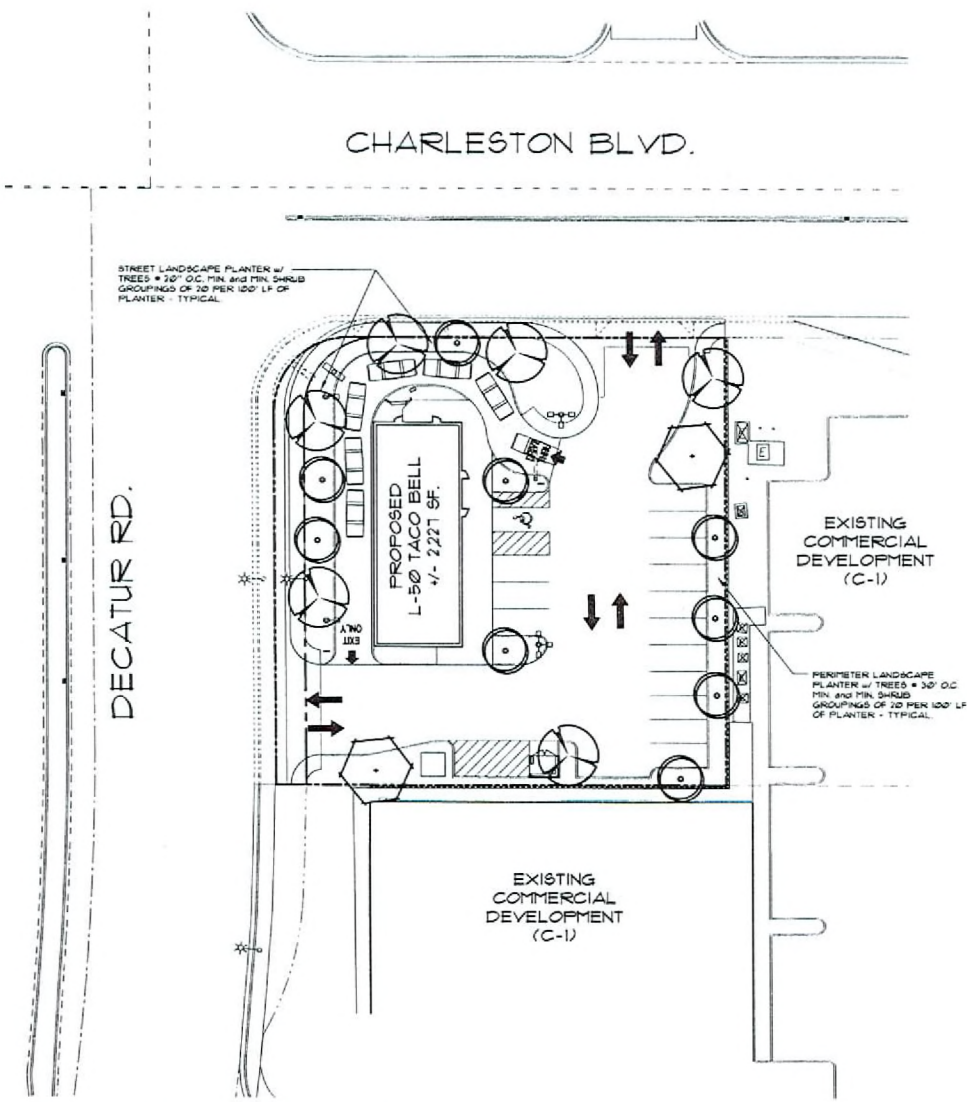 CHARLESTON BLVD.
STREET LANDSCAPE PLANTER w/
TREES @ 20" O.C. MIN. and MIN. SHRUB
GROUPINGS OF 20 PER 100' LF OF
PLANTER - TYPICAL
DECATUR RD.
PROPOSED
L-50 TACO BELL
+/- 2227 SF.
EXIT
ONLY
E
EXISTING
COMMERCIAL
DEVELOPMENT
(C-1)
PERIMETER LANDSCAPE
PLANTER w/ TREES @ 30' O.C.
MIN. and MIN. SHRUB
GROUPINGS OF 20 PER 100' LF
OF PLANTER - TYPICAL
EXISTING
COMMERCIAL
DEVELOPMENT
(C-1)